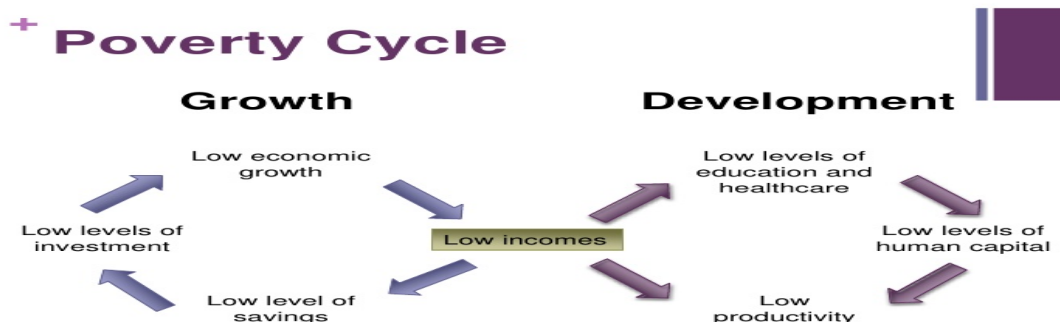 + Poverty Cycle
Growth
Development
Low economic
growth
Low levels of
education and
healthcare
Low levels of
investment
Low incomes
Low levels of
human capital
Low level of
savings
Low
productivity